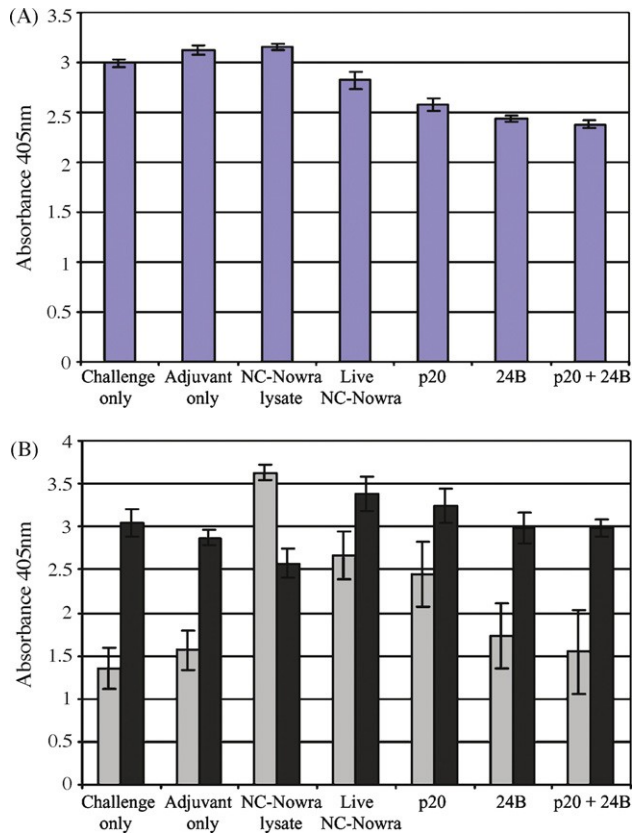 (A)
Absorbance 405nm
3.5
3
2.5
2
1.5
1
0.5
0
Challenge only
Adjuvant only
NC-Nowra lysate
Live NC-Nowra
p20
24B
p20 + 24B
(B)
Absorbance 405nm
4
3.5
3
2.5
2
1.5
1
0.5
0
Challenge only
Adjuvant only
NC-Nowra lysate
Live NC-Nowra
p20
24B
p20 + 24B